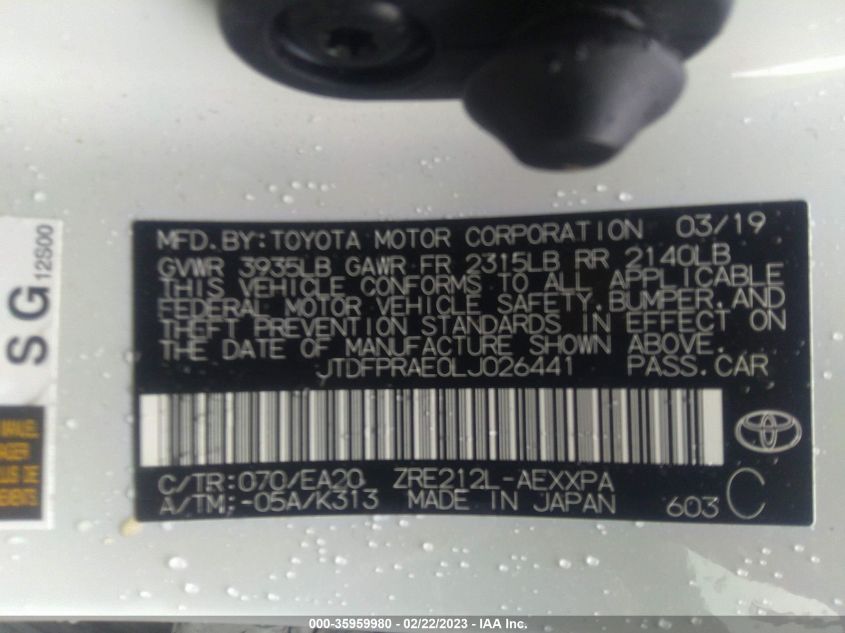 MFD. BY: TOYOTA MOTOR CORPORATION 03/19
GVWR 3935LB GAWR FR 2315LB RR 2140LB
THIS VEHICLE CONFORMS TO ALL APPLICABLE
FEDERAL MOTOR VEHICLE SAFETY, BUMPER, AND
THEFT PREVENTION STANDARDS IN EFFECT ON
THE DATE OF MANUFACTURE SHOWN ABOVE.
JTDFPRAE0LJ026441 PASS. CAR
C/TR: 070/EA20 ZRE212L-AEXXPA
A/TM: -05A/K313 MADE IN JAPAN 603 C
SG
12S00
000-35959980 - 02/22/2023 - IAA Inc.